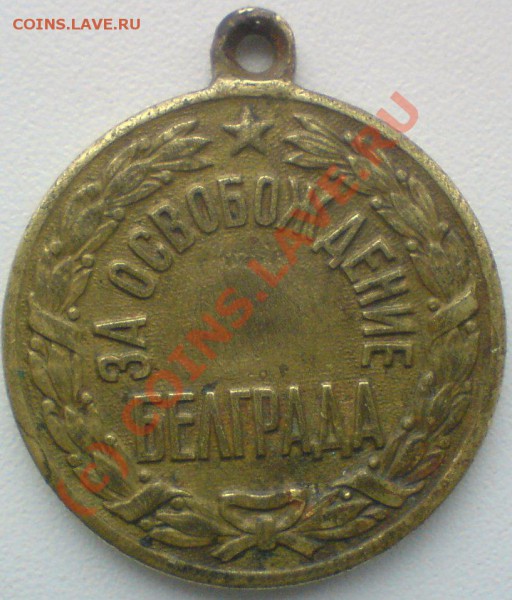 COINS.LAVE.RU
ЗА ОСВОБОЖДЕНИЕ
БЕЛГРАДА
(c) COINS.LAVE.RU